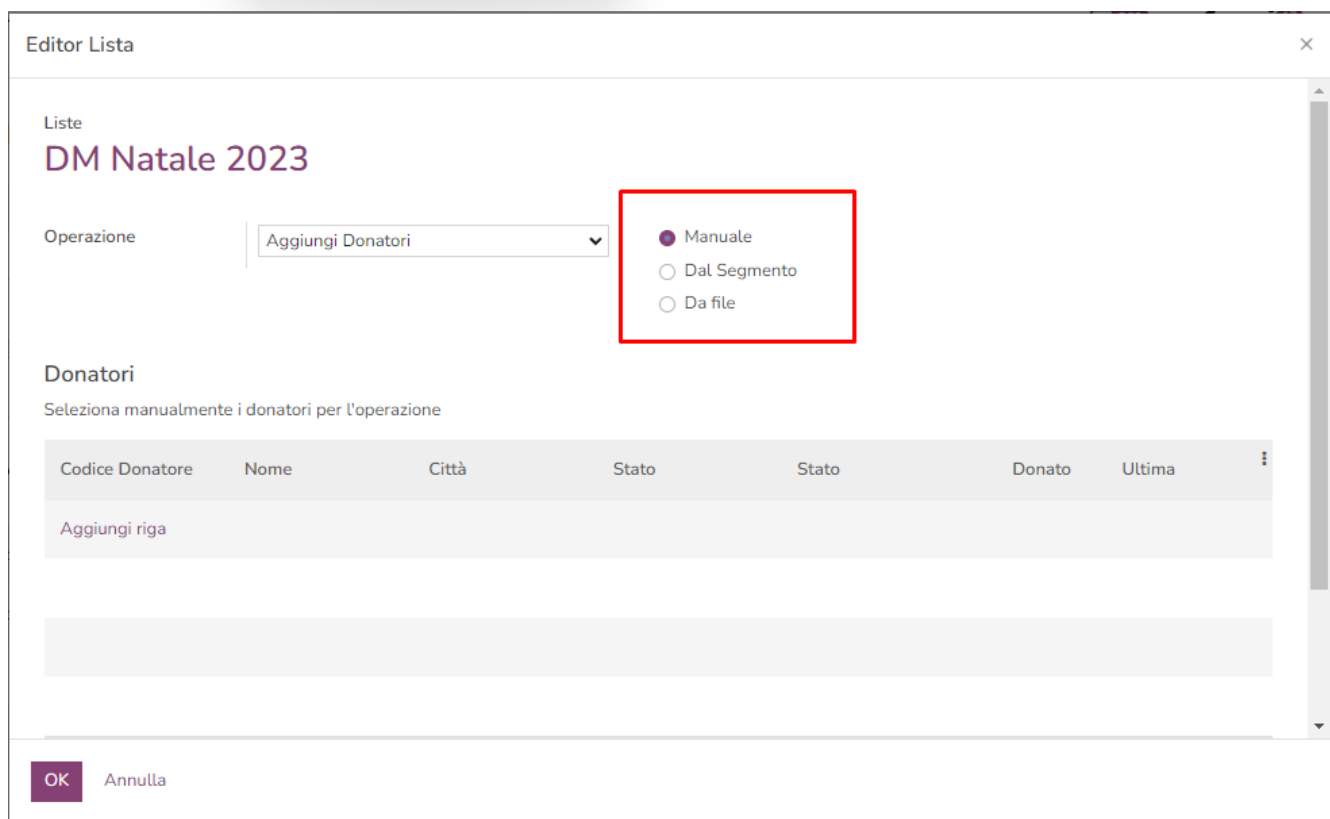 Editor Lista
Liste
DM Natale 2023
Operazione
Aggiungi Donatori
Manuale
Dal Segmento
Da file
Donatori
Seleziona manualmente i donatori per l'operazione
Codice Donatore Nome Città Stato Stato Donato Ultima
Aggiungi riga
OK Annulla